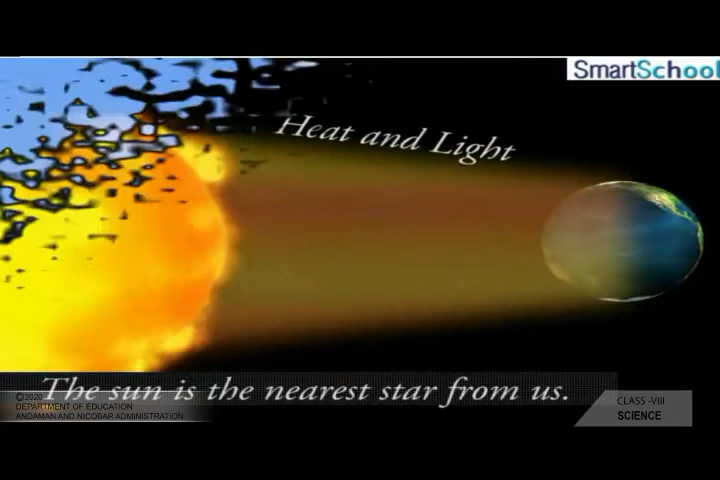 SmartSchool
Heat and Light
The sun is the nearest star from us.
©2020
DEPARTMENT OF EDUCATION
ANDAMAN AND NICOBAR ADMINISTRATION
CLASS -VIII
SCIENCE